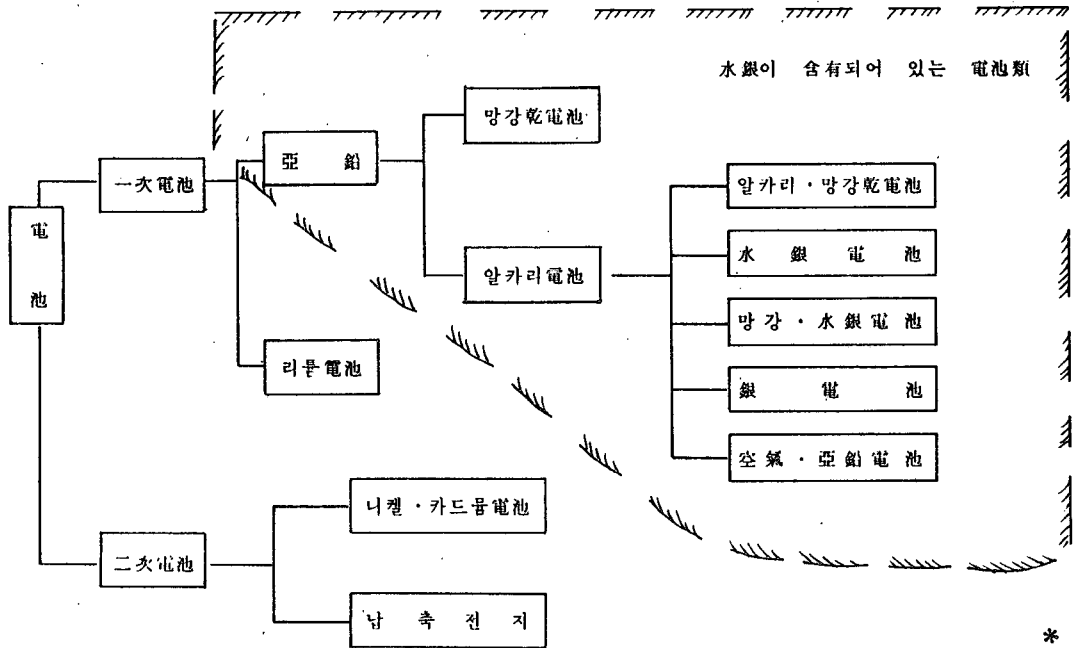 水銀이 含有되어 있는 電池類
망강乾電池
亞鉛
一次電池
알카리·망강乾電池
電池
水銀電池
알카리電池
망강·水銀電池
리튬電池
銀電池
空氣·亞鉛電池
니켈·카드뮴電池
二次電池
납축전지
*